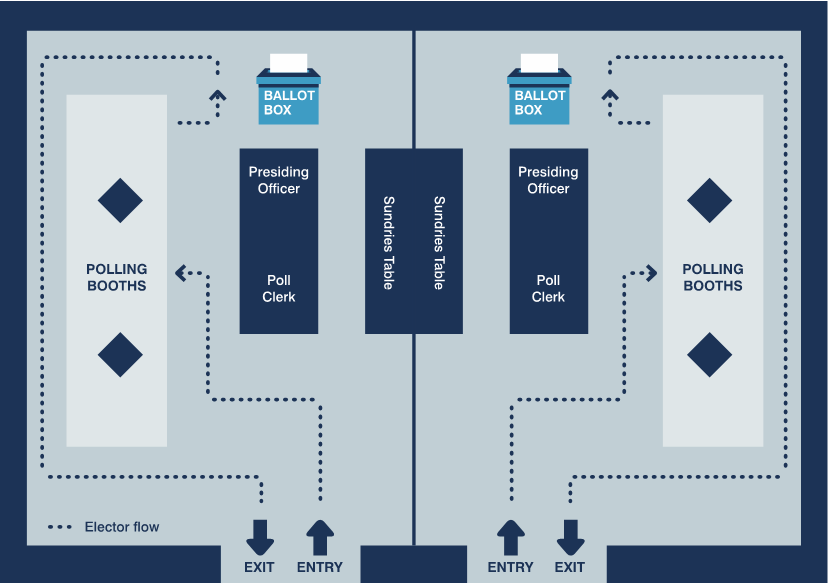 BALLOT
BOX
BALLOT
BOX
Presiding
Officer
Presiding
Officer
Sundries Table
Sundries Table
POLLING
BOOTHS
Poll
Clerk
Poll
Clerk
POLLING
BOOTHS
Elector flow
EXIT
ENTRY
ENTRY
EXIT